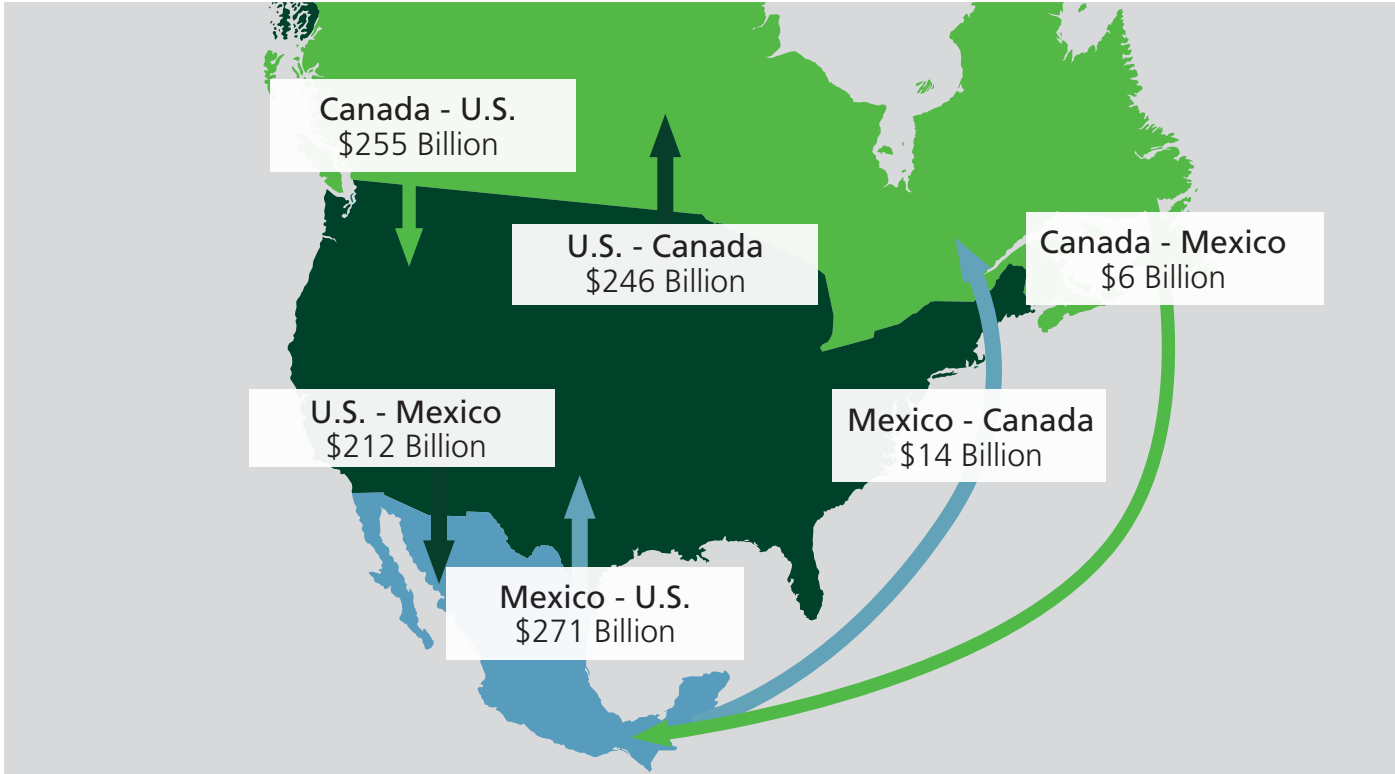 Canada - U.S.
$255 Billion
U.S. - Canada
$246 Billion
Canada - Mexico
$6 Billion
U.S. - Mexico
$212 Billion
Mexico - Canada
$14 Billion
Mexico - U.S.
$271 Billion